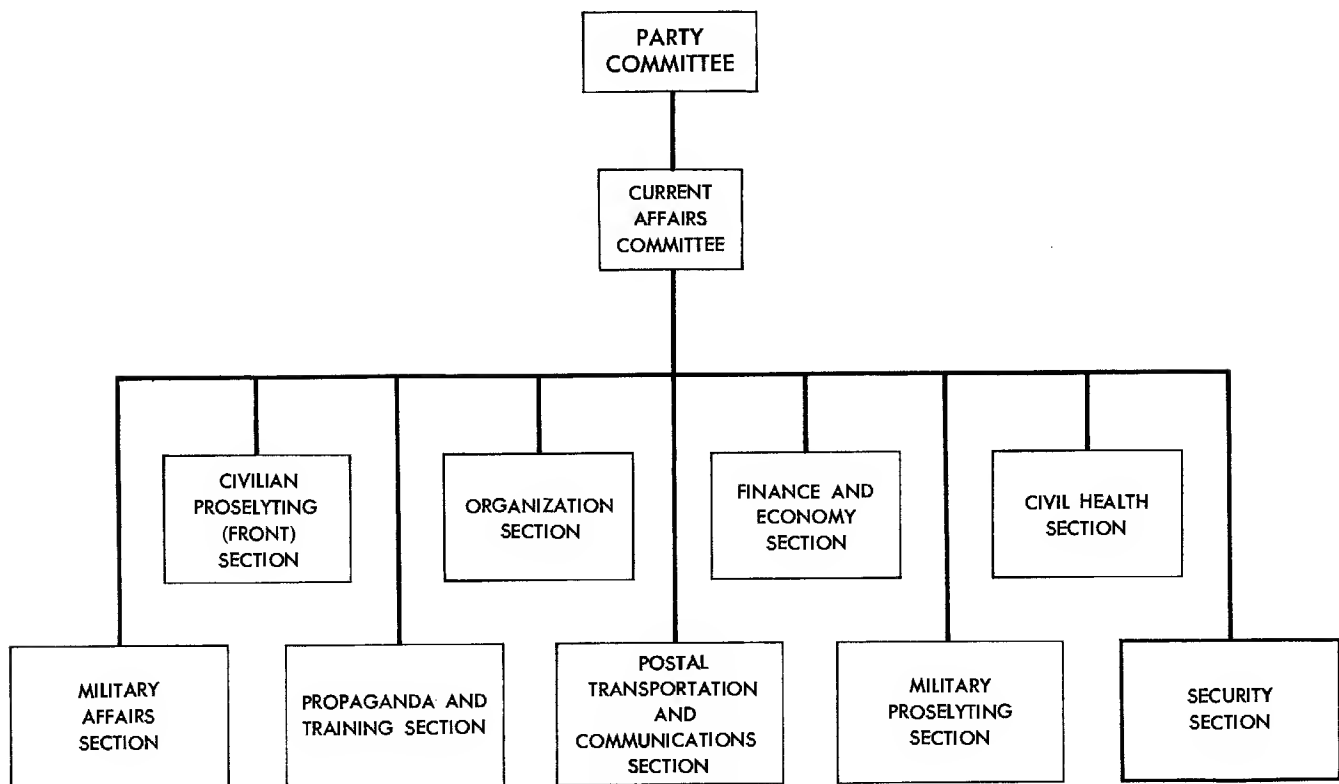 PARTY
COMMITTEE
CURRENT
AFFAIRS
COMMITTEE
CIVILIAN
PROSELYTING
(FRONT)
SECTION
ORGANIZATION
SECTION
FINANCE AND
ECONOMY
SECTION
CIVIL HEALTH
SECTION
MILITARY
AFFAIRS
SECTION
PROPAGANDA AND
TRAINING SECTION
POSTAL
TRANSPORTATION
AND
COMMUNICATIONS
SECTION
MILITARY
PROSELYTING
SECTION
SECURITY
SECTION